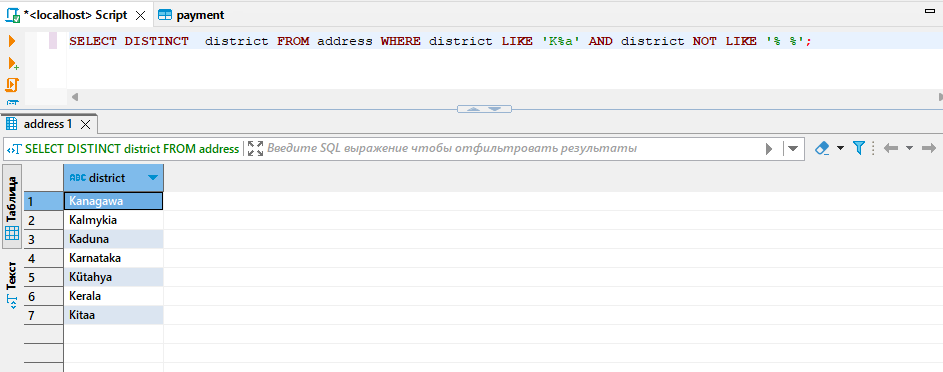 *<localhost> Script payment
SELECT DISTINCT  district FROM address WHERE district LIKE 'K%a' AND district NOT LIKE '% %';
address 1
SELECT DISTINCT district FROM address Введите SQL выражение чтобы отфильтровать результаты
Таблица
Текст
ABC district
1 Kanagawa
2 Kalmykia
3 Kaduna
4 Karnataka
5 Kütahya
6 Kerala
7 Kitaa